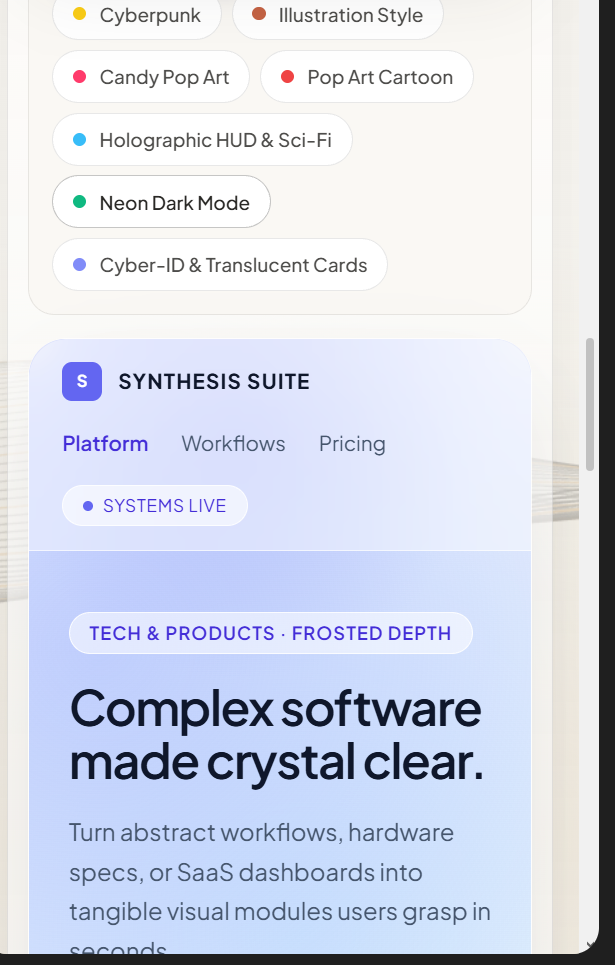 Cyberpunk
Illustration Style
Candy Pop Art
Pop Art Cartoon
Holographic HUD & Sci-Fi
Neon Dark Mode
Cyber-ID & Translucent Cards
S
SYNTHESIS SUITE
Platform
Workflows
Pricing
SYSTEMS LIVE
TECH & PRODUCTS · FROSTED DEPTH
Complex software
made crystal clear.
Turn abstract workflows, hardware
specs, or SaaS dashboards into
tangible visual modules users grasp in
seconds